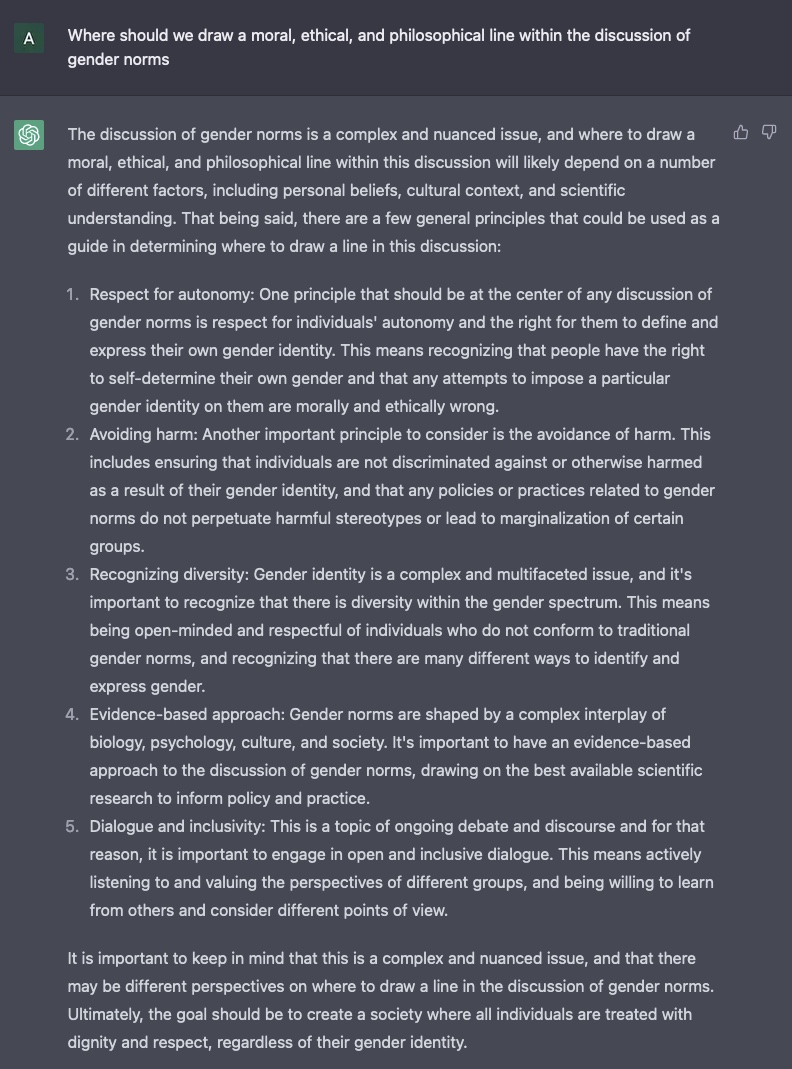 A
Where should we draw a moral, ethical, and philosophical line within the discussion of
gender norms
The discussion of gender norms is a complex and nuanced issue, and where to draw a
moral, ethical, and philosophical line within this discussion will likely depend on a number
of different factors, including personal beliefs, cultural context, and scientific
understanding. That being said, there are a few general principles that could be used as a
guide in determining where to draw a line in this discussion:
1. Respect for autonomy: One principle that should be at the center of any discussion of
gender norms is respect for individuals' autonomy and the right for them to define and
express their own gender identity. This means recognizing that people have the right
to self-determine their own gender and that any attempts to impose a particular
gender identity on them are morally and ethically wrong.
2. Avoiding harm: Another important principle to consider is the avoidance of harm. This
includes ensuring that individuals are not discriminated against or otherwise harmed
as a result of their gender identity, and that any policies or practices related to gender
norms do not perpetuate harmful stereotypes or lead to marginalization of certain
groups.
3. Recognizing diversity: Gender identity is a complex and multifaceted issue, and it's
important to recognize that there is diversity within the gender spectrum. This means
being open-minded and respectful of individuals who do not conform to traditional
gender norms, and recognizing that there are many different ways to identify and
express gender.
4. Evidence-based approach: Gender norms are shaped by a complex interplay of
biology, psychology, culture, and society. It's important to have an evidence-based
approach to the discussion of gender norms, drawing on the best available scientific
research to inform policy and practice.
5. Dialogue and inclusivity: This is a topic of ongoing debate and discourse and for that
reason, it is important to engage in open and inclusive dialogue. This means actively
listening to and valuing the perspectives of different groups, and being willing to learn
from others and consider different points of view.
It is important to keep in mind that this is a complex and nuanced issue, and that there
may be different perspectives on where to draw a line in the discussion of gender norms.
Ultimately, the goal should be to create a society where all individuals are treated with
dignity and respect, regardless of their gender identity.